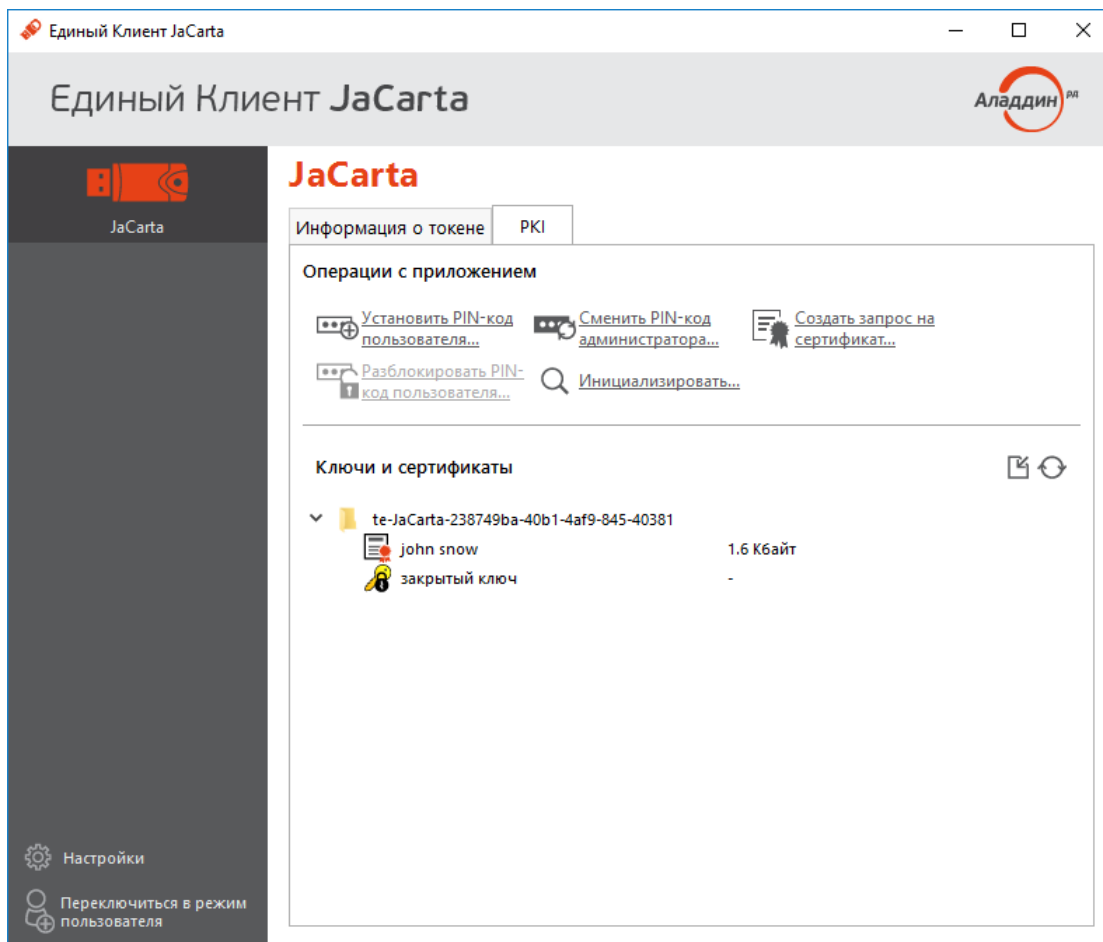 Единый Клиент JaCarta
Единый Клиент JaCarta
Аладдин РД
JaCarta
JaCarta
Информация о токене
PKI
Операции с приложением
Установить PIN-код
пользователя...
Сменить PIN-код
администратора...
Создать запрос на
сертификат...
Разблокировать PIN-
код пользователя...
Инициализировать...
Ключи и сертификаты
te-JaCarta-238749ba-40b1-4af9-845-40381
john snow
1.6 Кбайт
закрытый ключ
-
Настройки
Переключиться в режим
пользователя